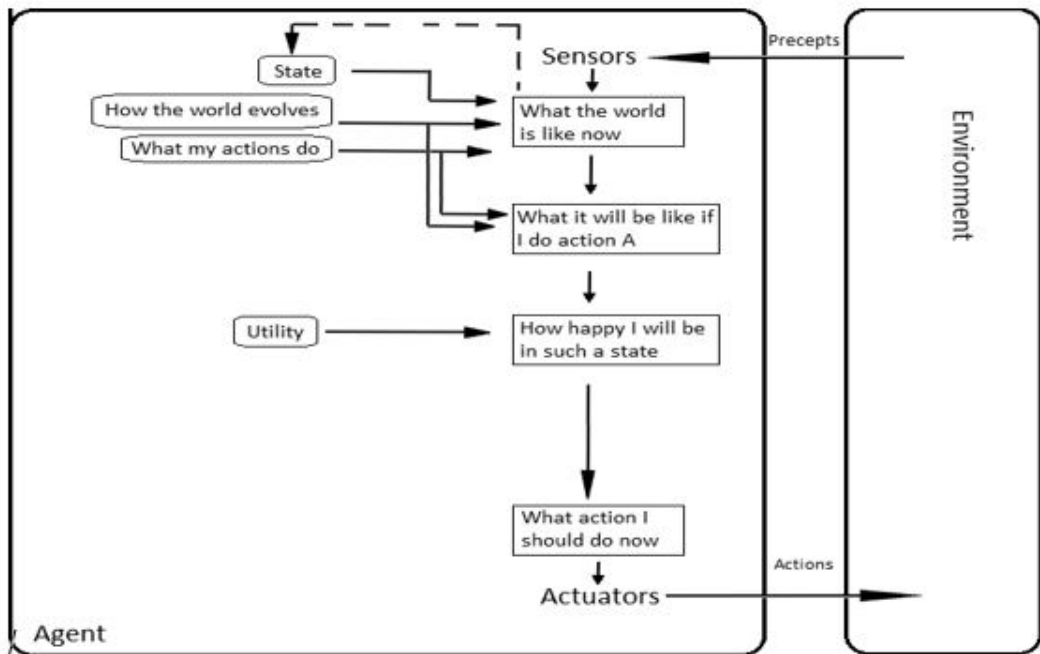 Precepts
Sensors
State
How the world evolves
What the world
is like now
What my actions do
What it will be like if
I do action A
Environment
Utility
How happy I will be
in such a state
What action I
should do now
Actions
Actuators
Agent